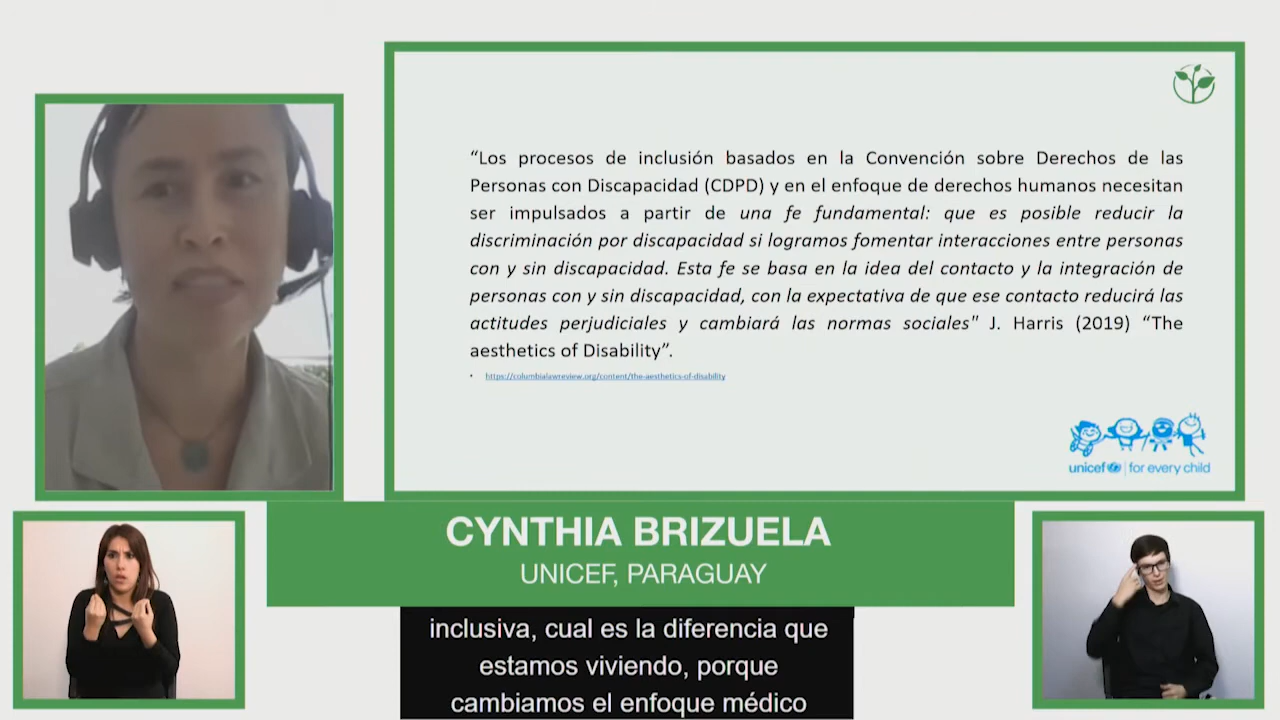 “Los procesos de inclusión basados en la Convención sobre Derechos de las
Personas con Discapacidad (CDPD) y en el enfoque de derechos humanos necesitan
ser impulsados a partir de una fe fundamental: que es posible reducir la
discriminación por discapacidad si logramos fomentar interacciones entre personas
con y sin discapacidad. Esta fe se basa en la idea del contacto y la integración de
personas con y sin discapacidad, con la expectativa de que ese contacto reducirá las
actitudes perjudiciales y cambiará las normas sociales" J. Harris (2019) “The
aesthetics of Disability”.
• https://columbialawreview.org/content/the-aesthetics-of-disability
unicef | for every child
CYNTHIA BRIZUELA
UNICEF, PARAGUAY
inclusiva, cual es la diferencia que
estamos viviendo, porque
cambiamos el enfoque médico